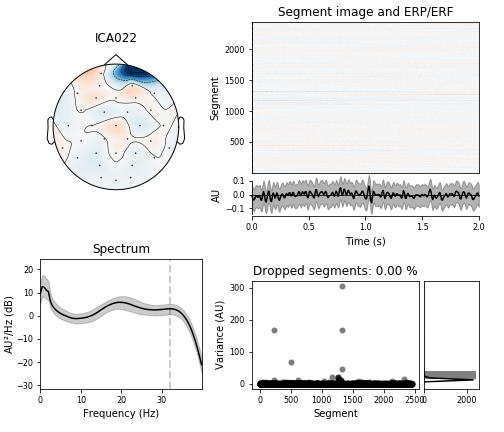 ICA022
Segment image and ERP/ERF
Segment
2000
1500
1000
500
AU
0.1
0.0
−0.1
0.0 0.5 1.0 1.5 2.0
Time (s)
Spectrum
AU²/Hz (dB)
20
10
0
−10
−20
−30
0 10 20 30
Frequency (Hz)
Dropped segments: 0.00 %
Variance (AU)
300
200
100
0
0 500 1000 1500 2000 2500
Segment
0 2000